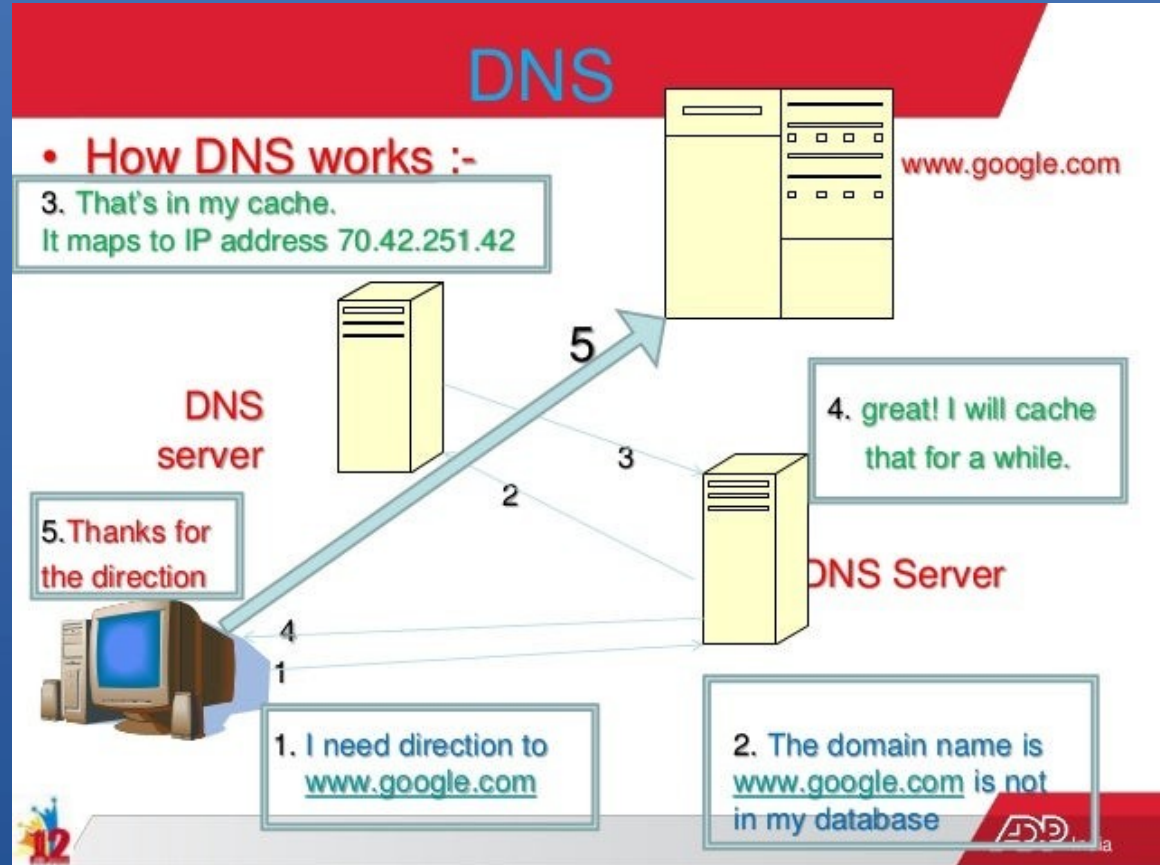 DNS
• How DNS works :-
www.google.com
3. That's in my cache.
It maps to IP address 70.42.251.42
5
DNS
server
4. great! I will cache
that for a while.
3
2
5.Thanks for
the direction
DNS Server
4
1
1. I need direction to
www.google.com
2. The domain name is
www.google.com is not
in my database
12
ADP